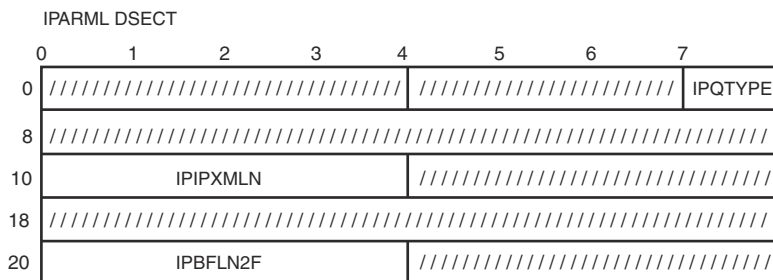 IPARML DSECT
0 1 2 3 4 5 6 7
0 //////////////////////////////// //////////////////////// IPQTYPE
8 ////////////////////////////////////////////////////////////////
10 IPIPXMLN ////////////////////////////////
18 ////////////////////////////////////////////////////////////////
20 IPBFLN2F ////////////////////////////////